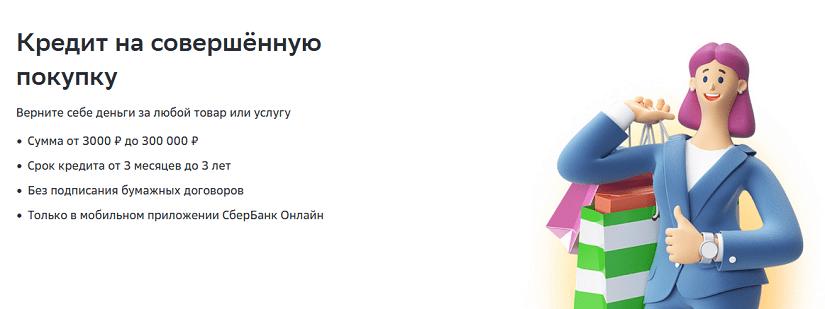 Кредит на совершённую
покупку
Верните себе деньги за любой товар или услугу
• Сумма от 3000 ₽ до 300 000 ₽
• Срок кредита от 3 месяцев до 3 лет
• Без подписания бумажных договоров
• Только в мобильном приложении СберБанк Онлайн